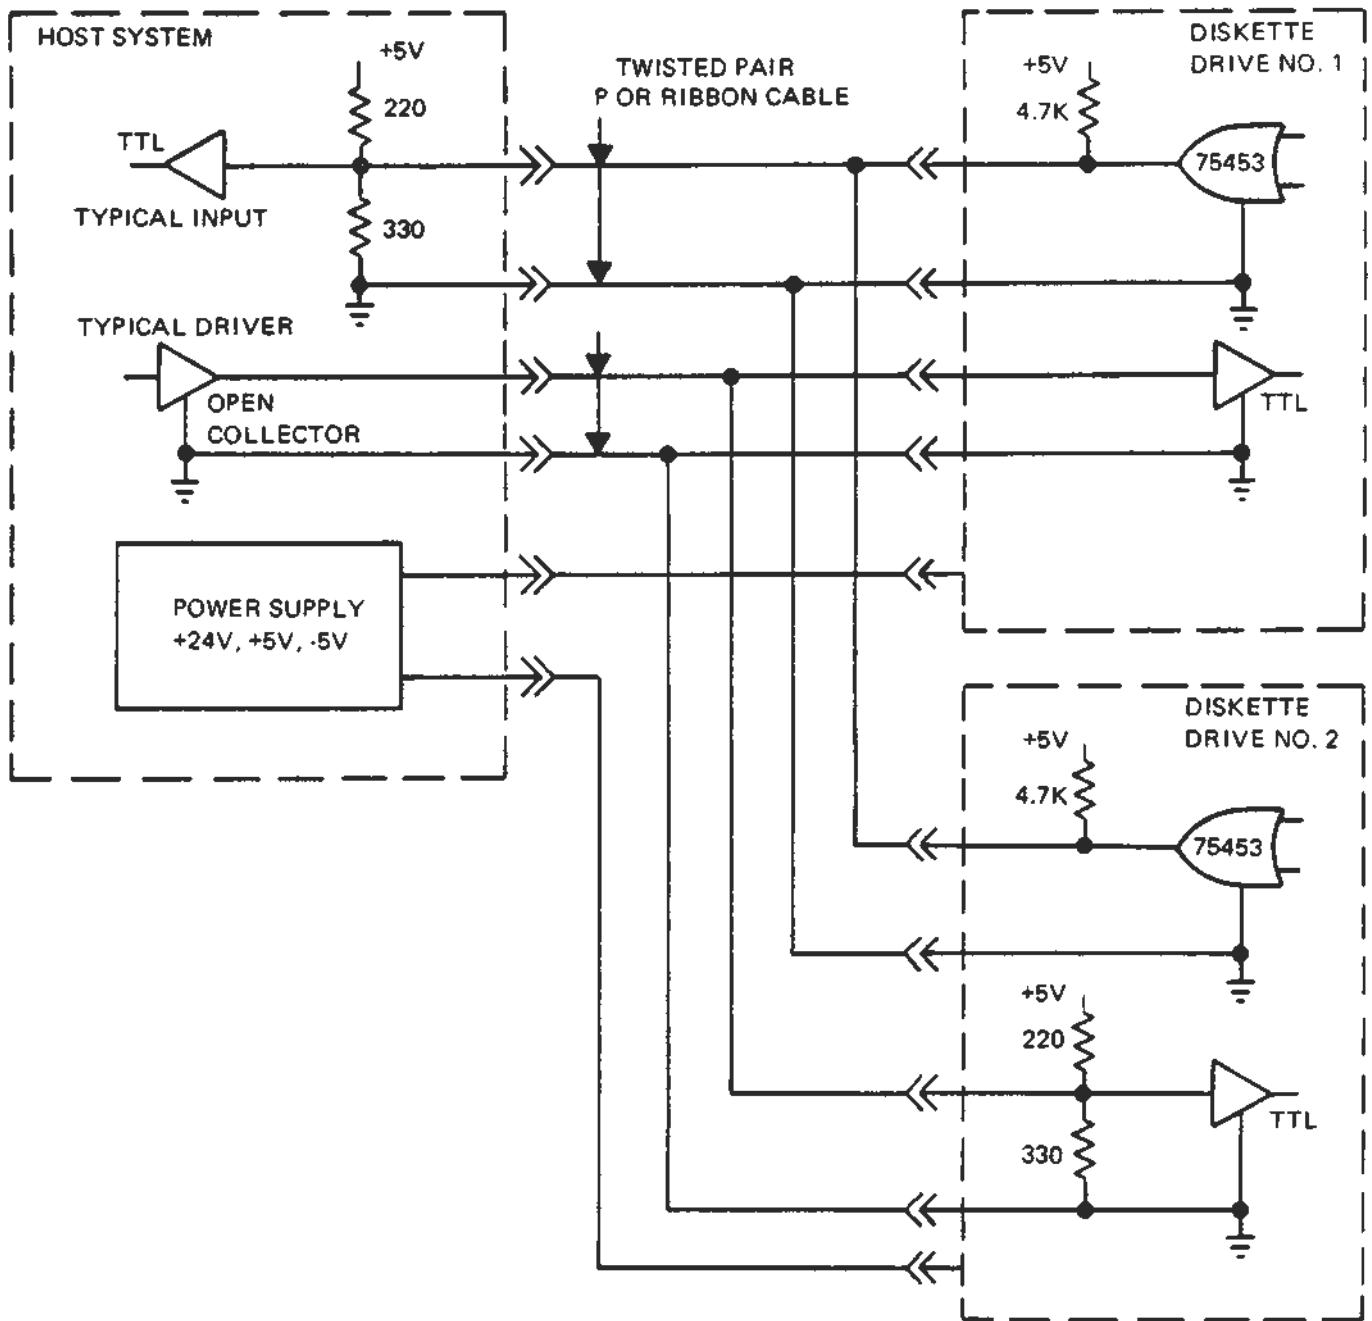 HOST SYSTEM
+5V
220
TTL
TYPICAL INPUT
330
TYPICAL DRIVER
OPEN
COLLECTOR
POWER SUPPLY
+24V, +5V, -5V
TWISTED PAIR
P OR RIBBON CABLE
DISKETTE
DRIVE NO. 1
+5V
4.7K
75453
TTL
DISKETTE
DRIVE NO. 2
+5V
4.7K
75453
+5V
220
TTL
330